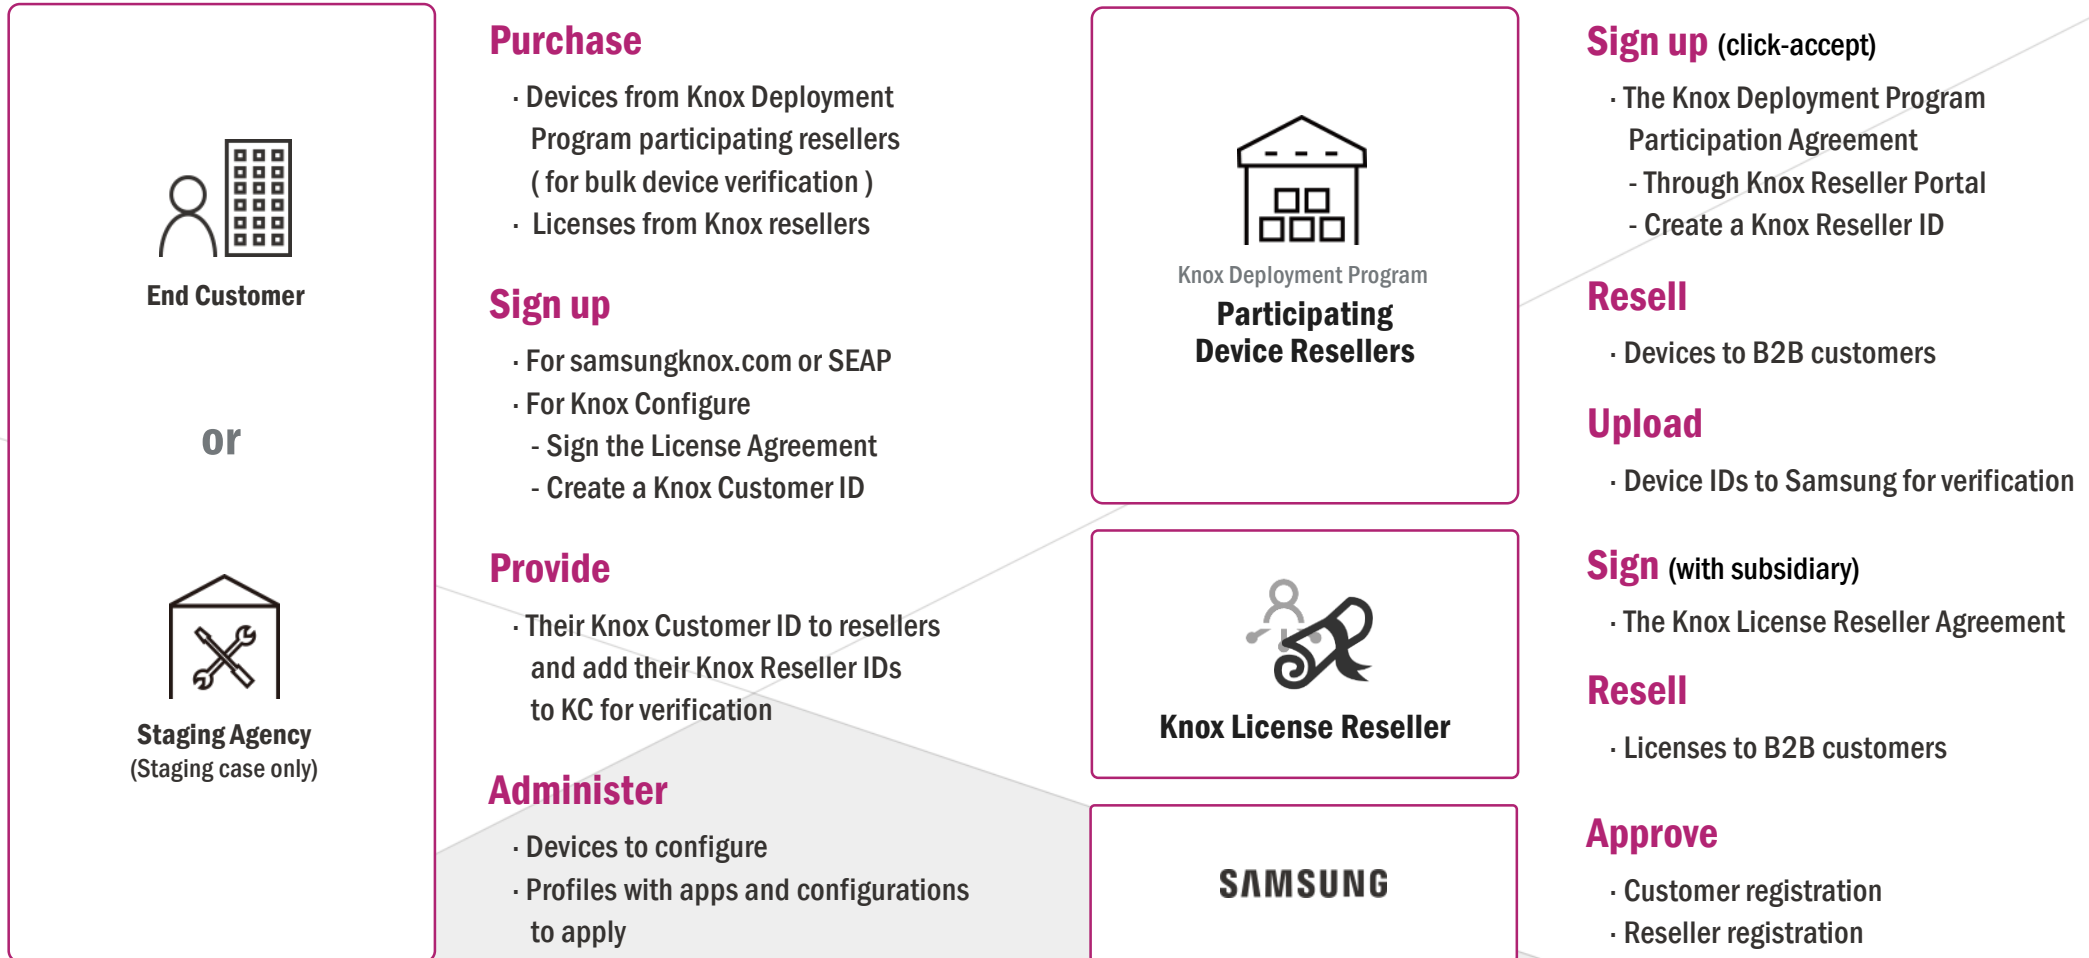 End Customer
or
Staging Agency
(Staging case only)
Purchase
· Devices from Knox Deployment
Program participating resellers
( for bulk device verification )
· Licenses from Knox resellers
Sign up
· For samsungknox.com or SEAP
· For Knox Configure
- Sign the License Agreement
- Create a Knox Customer ID
Provide
· Their Knox Customer ID to resellers
and add their Knox Reseller IDs
to KC for verification
Administer
· Devices to configure
· Profiles with apps and configurations
to apply
Knox Deployment Program
Participating
Device Resellers
Sign up (click-accept)
· The Knox Deployment Program
Participation Agreement
- Through Knox Reseller Portal
- Create a Knox Reseller ID
Resell
· Devices to B2B customers
Upload
· Device IDs to Samsung for verification
Knox License Reseller
Sign (with subsidiary)
· The Knox License Reseller Agreement
Resell
· Licenses to B2B customers
SAMSUNG
Approve
· Customer registration
· Reseller registration